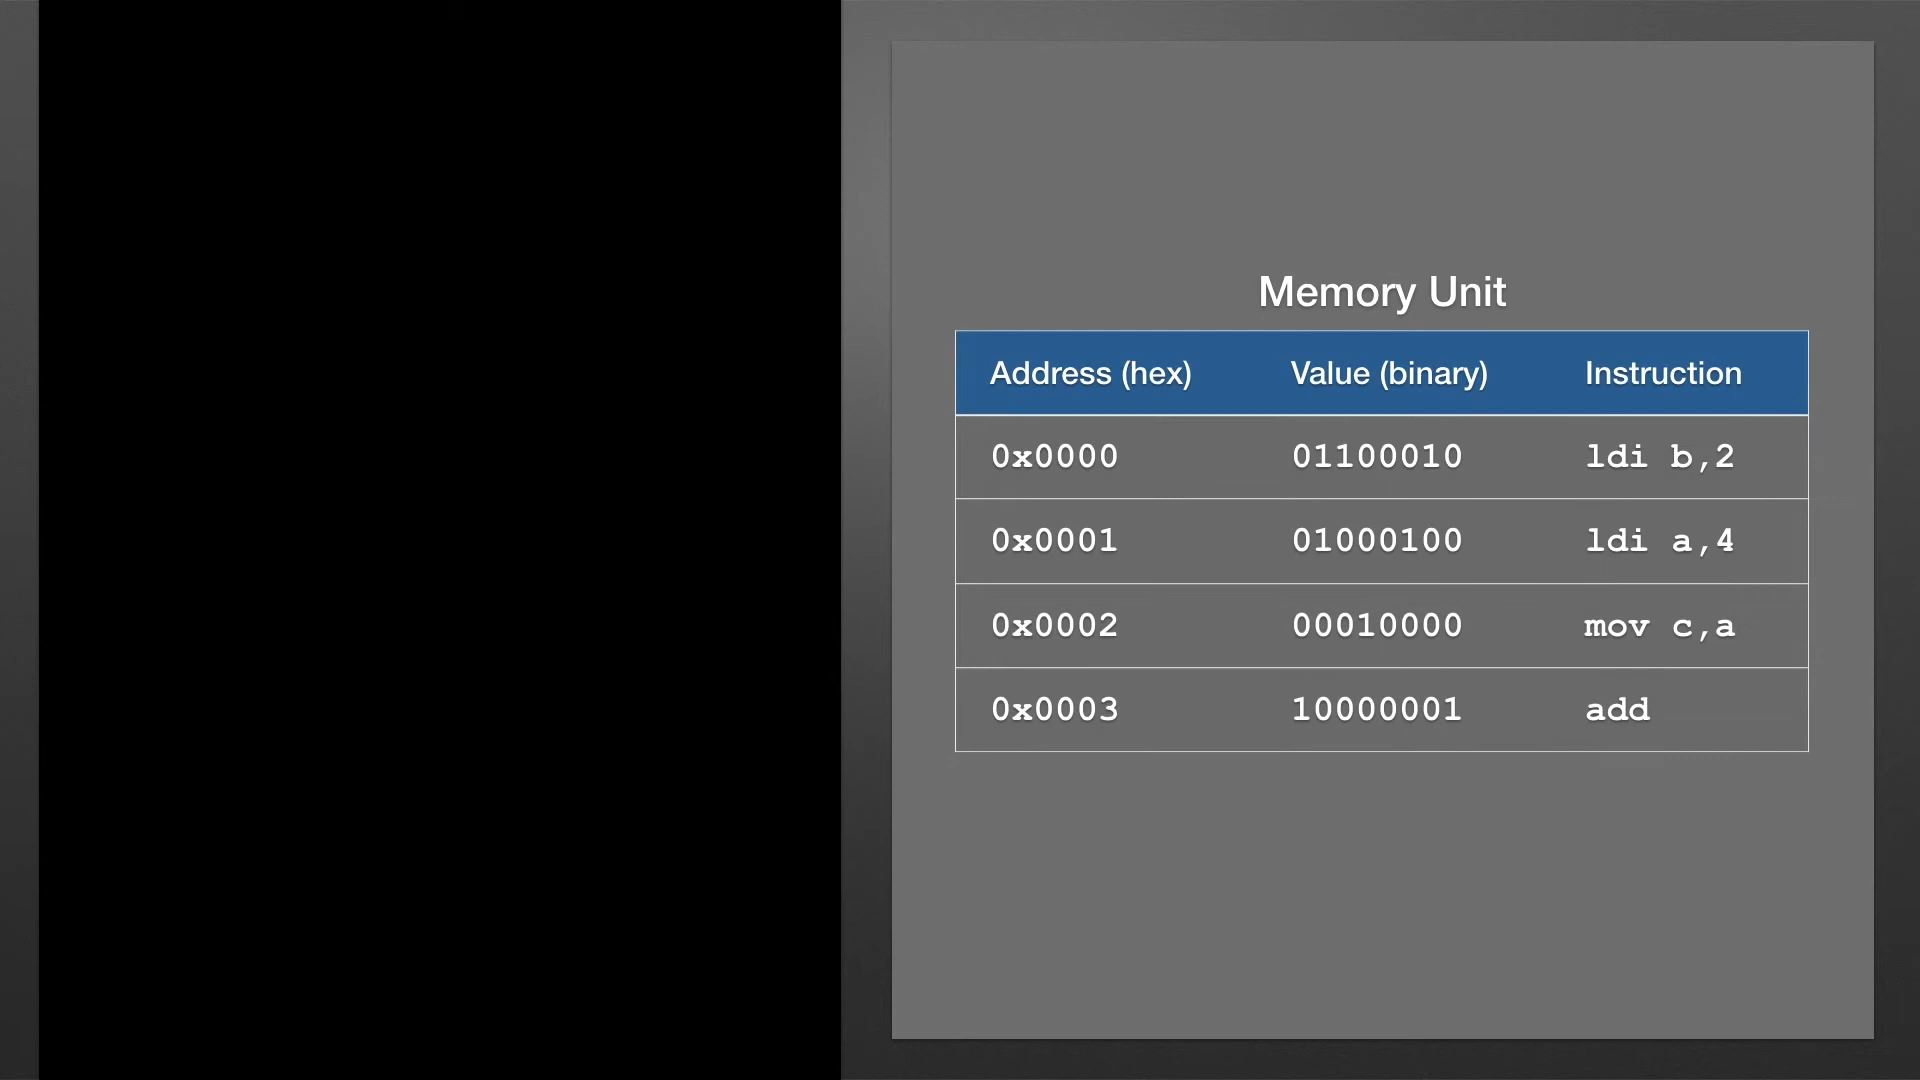 Memory Unit
Address (hex) Value (binary) Instruction
0x0000 01100010 ldi b,2
0x0001 01000100 ldi a,4
0x0002 00010000 mov c,a
0x0003 10000001 add